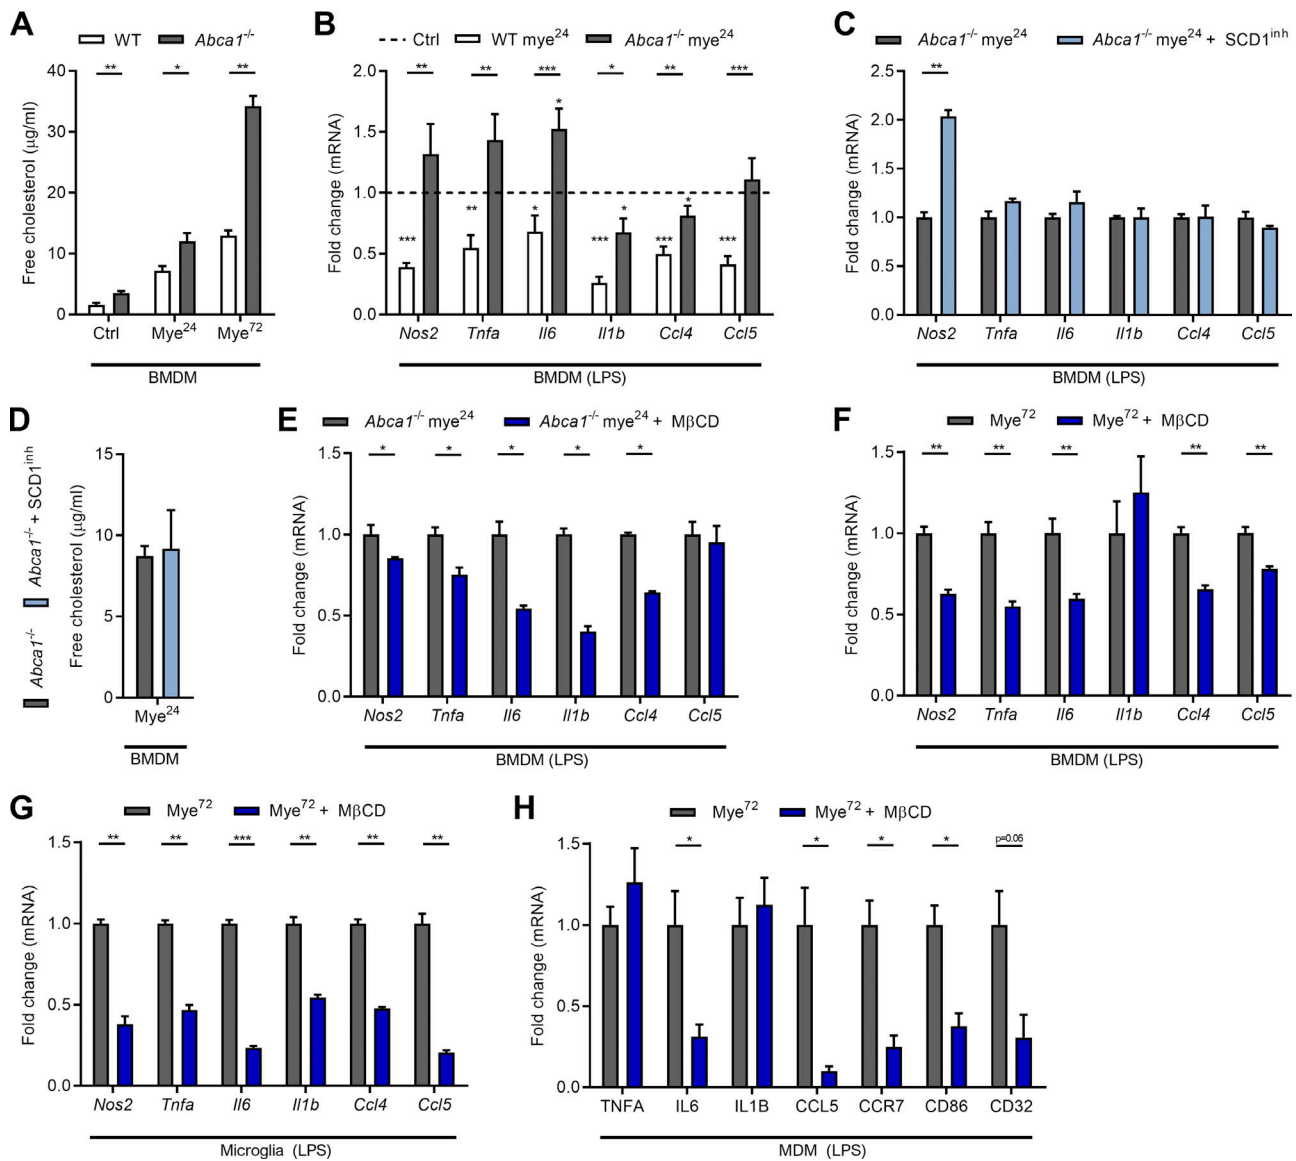 A
WT Abca1-/-
Free cholesterol (µg/ml)
40
30
20
10
0
** * **
Ctrl Mye24 Mye72
BMDM
B
Ctrl WT mye24 Abca1-/- mye24
Fold change (mRNA)
2.0
1.5
1.0
0.5
0.0
** ** *** * ** ***
*
** * * *
*** *** *** ***
Nos2 Tnfa Il6 Il1b Ccl4 Ccl5
BMDM (LPS)
C
Abca1-/- mye24 Abca1-/- mye24 + SCD1inh
Fold change (mRNA)
2.5
2.0
1.5
1.0
0.5
0.0
**
Nos2 Tnfa Il6 Il1b Ccl4 Ccl5
BMDM (LPS)
D
Abca1-/-
Abca1-/- + SCD1inh
Free cholesterol (µg/ml)
15
10
5
0
Mye24
BMDM
E
Abca1-/- mye24 Abca1-/- mye24 + MβCD
Fold change (mRNA)
1.5
1.0
0.5
0.0
* * * * *
Nos2 Tnfa Il6 Il1b Ccl4 Ccl5
BMDM (LPS)
F
Mye72 Mye72 + MβCD
Fold change (mRNA)
1.5
1.0
0.5
0.0
** ** ** ** **
Nos2 Tnfa Il6 Il1b Ccl4 Ccl5
BMDM (LPS)
G
Mye72 Mye72 + MβCD
Fold change (mRNA)
1.5
1.0
0.5
0.0
** ** *** ** ** **
Nos2 Tnfa Il6 Il1b Ccl4 Ccl5
Microglia (LPS)
H
Mye72 Mye72 + MβCD
Fold change (mRNA)
1.5
1.0
0.5
0.0
* * * * p=0.06
TNFA IL6 IL1B CCL5 CCR7 CD86 CD32
MDM (LPS)